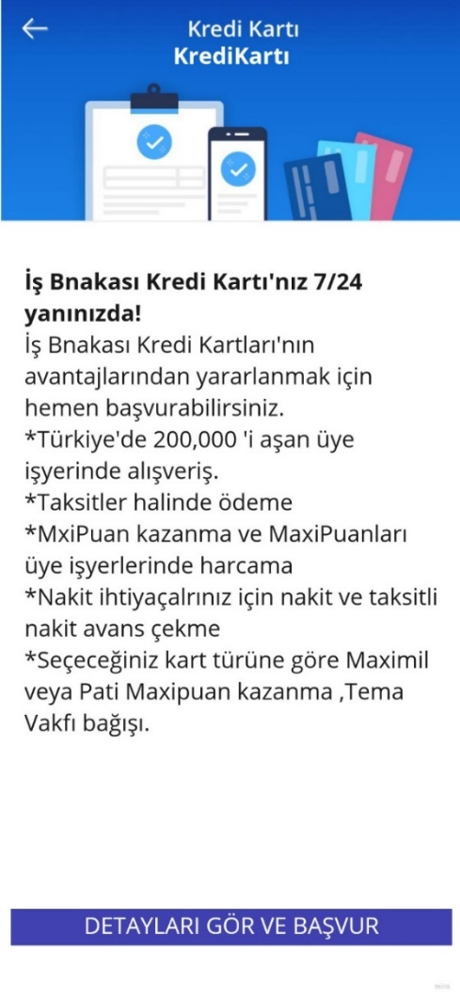 Kredi Kartı
KrediKartı
İş Bnakası Kredi Kartı'nız 7/24
yanınızda!
İş Bnakası Kredi Kartları'nın
avantajlarından yararlanmak için
hemen başvurabilirsiniz.
*Türkiye'de 200,000 'i aşan üye
işyerinde alışveriş.
*Taksitler halinde ödeme
*MxiPuan kazanma ve MaxiPuanları
üye işyerlerinde harcama
*Nakit ihtiyaçalrınız için nakit ve taksitli
nakit avans çekme
*Seçeceğiniz kart türüne göre Maximil
veya Pati Maxipuan kazanma ,Tema
Vakfı bağışı.
DETAYLARI GÖR VE BAŞVUR
miro